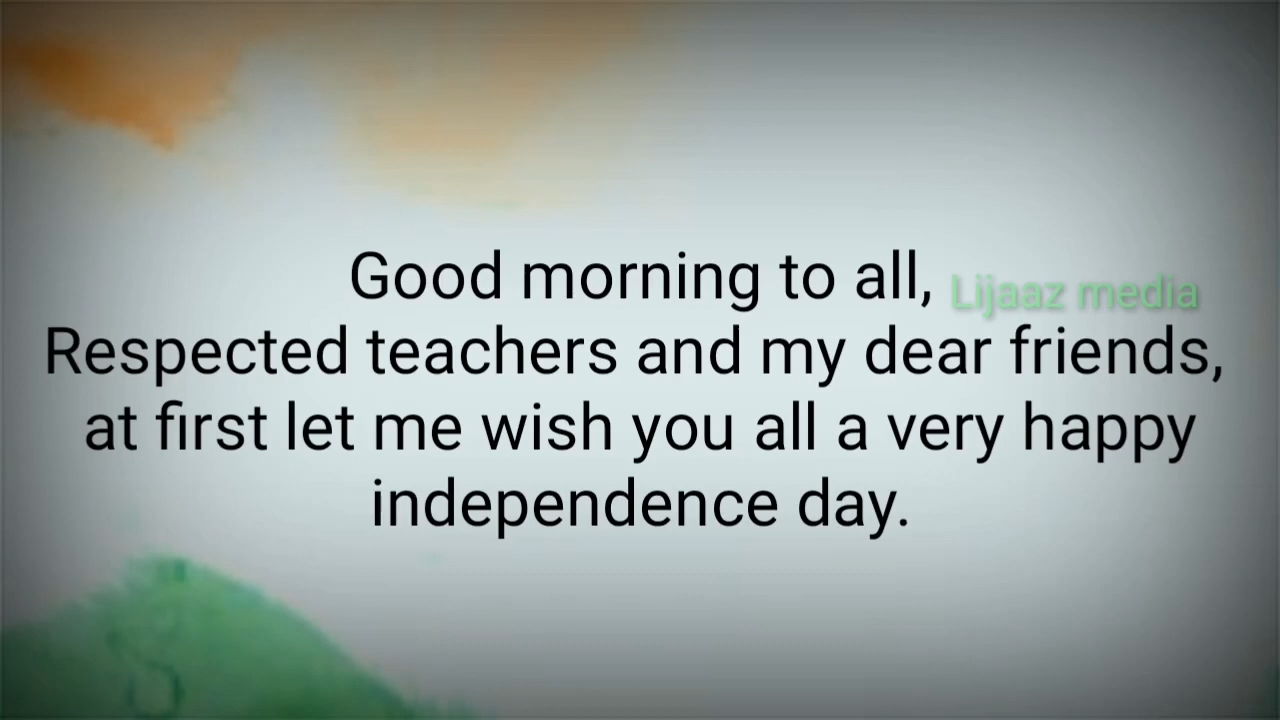 Good morning to all,
Lijaaz media
Respected teachers and my dear friends,
at first let me wish you all a very happy
independence day.